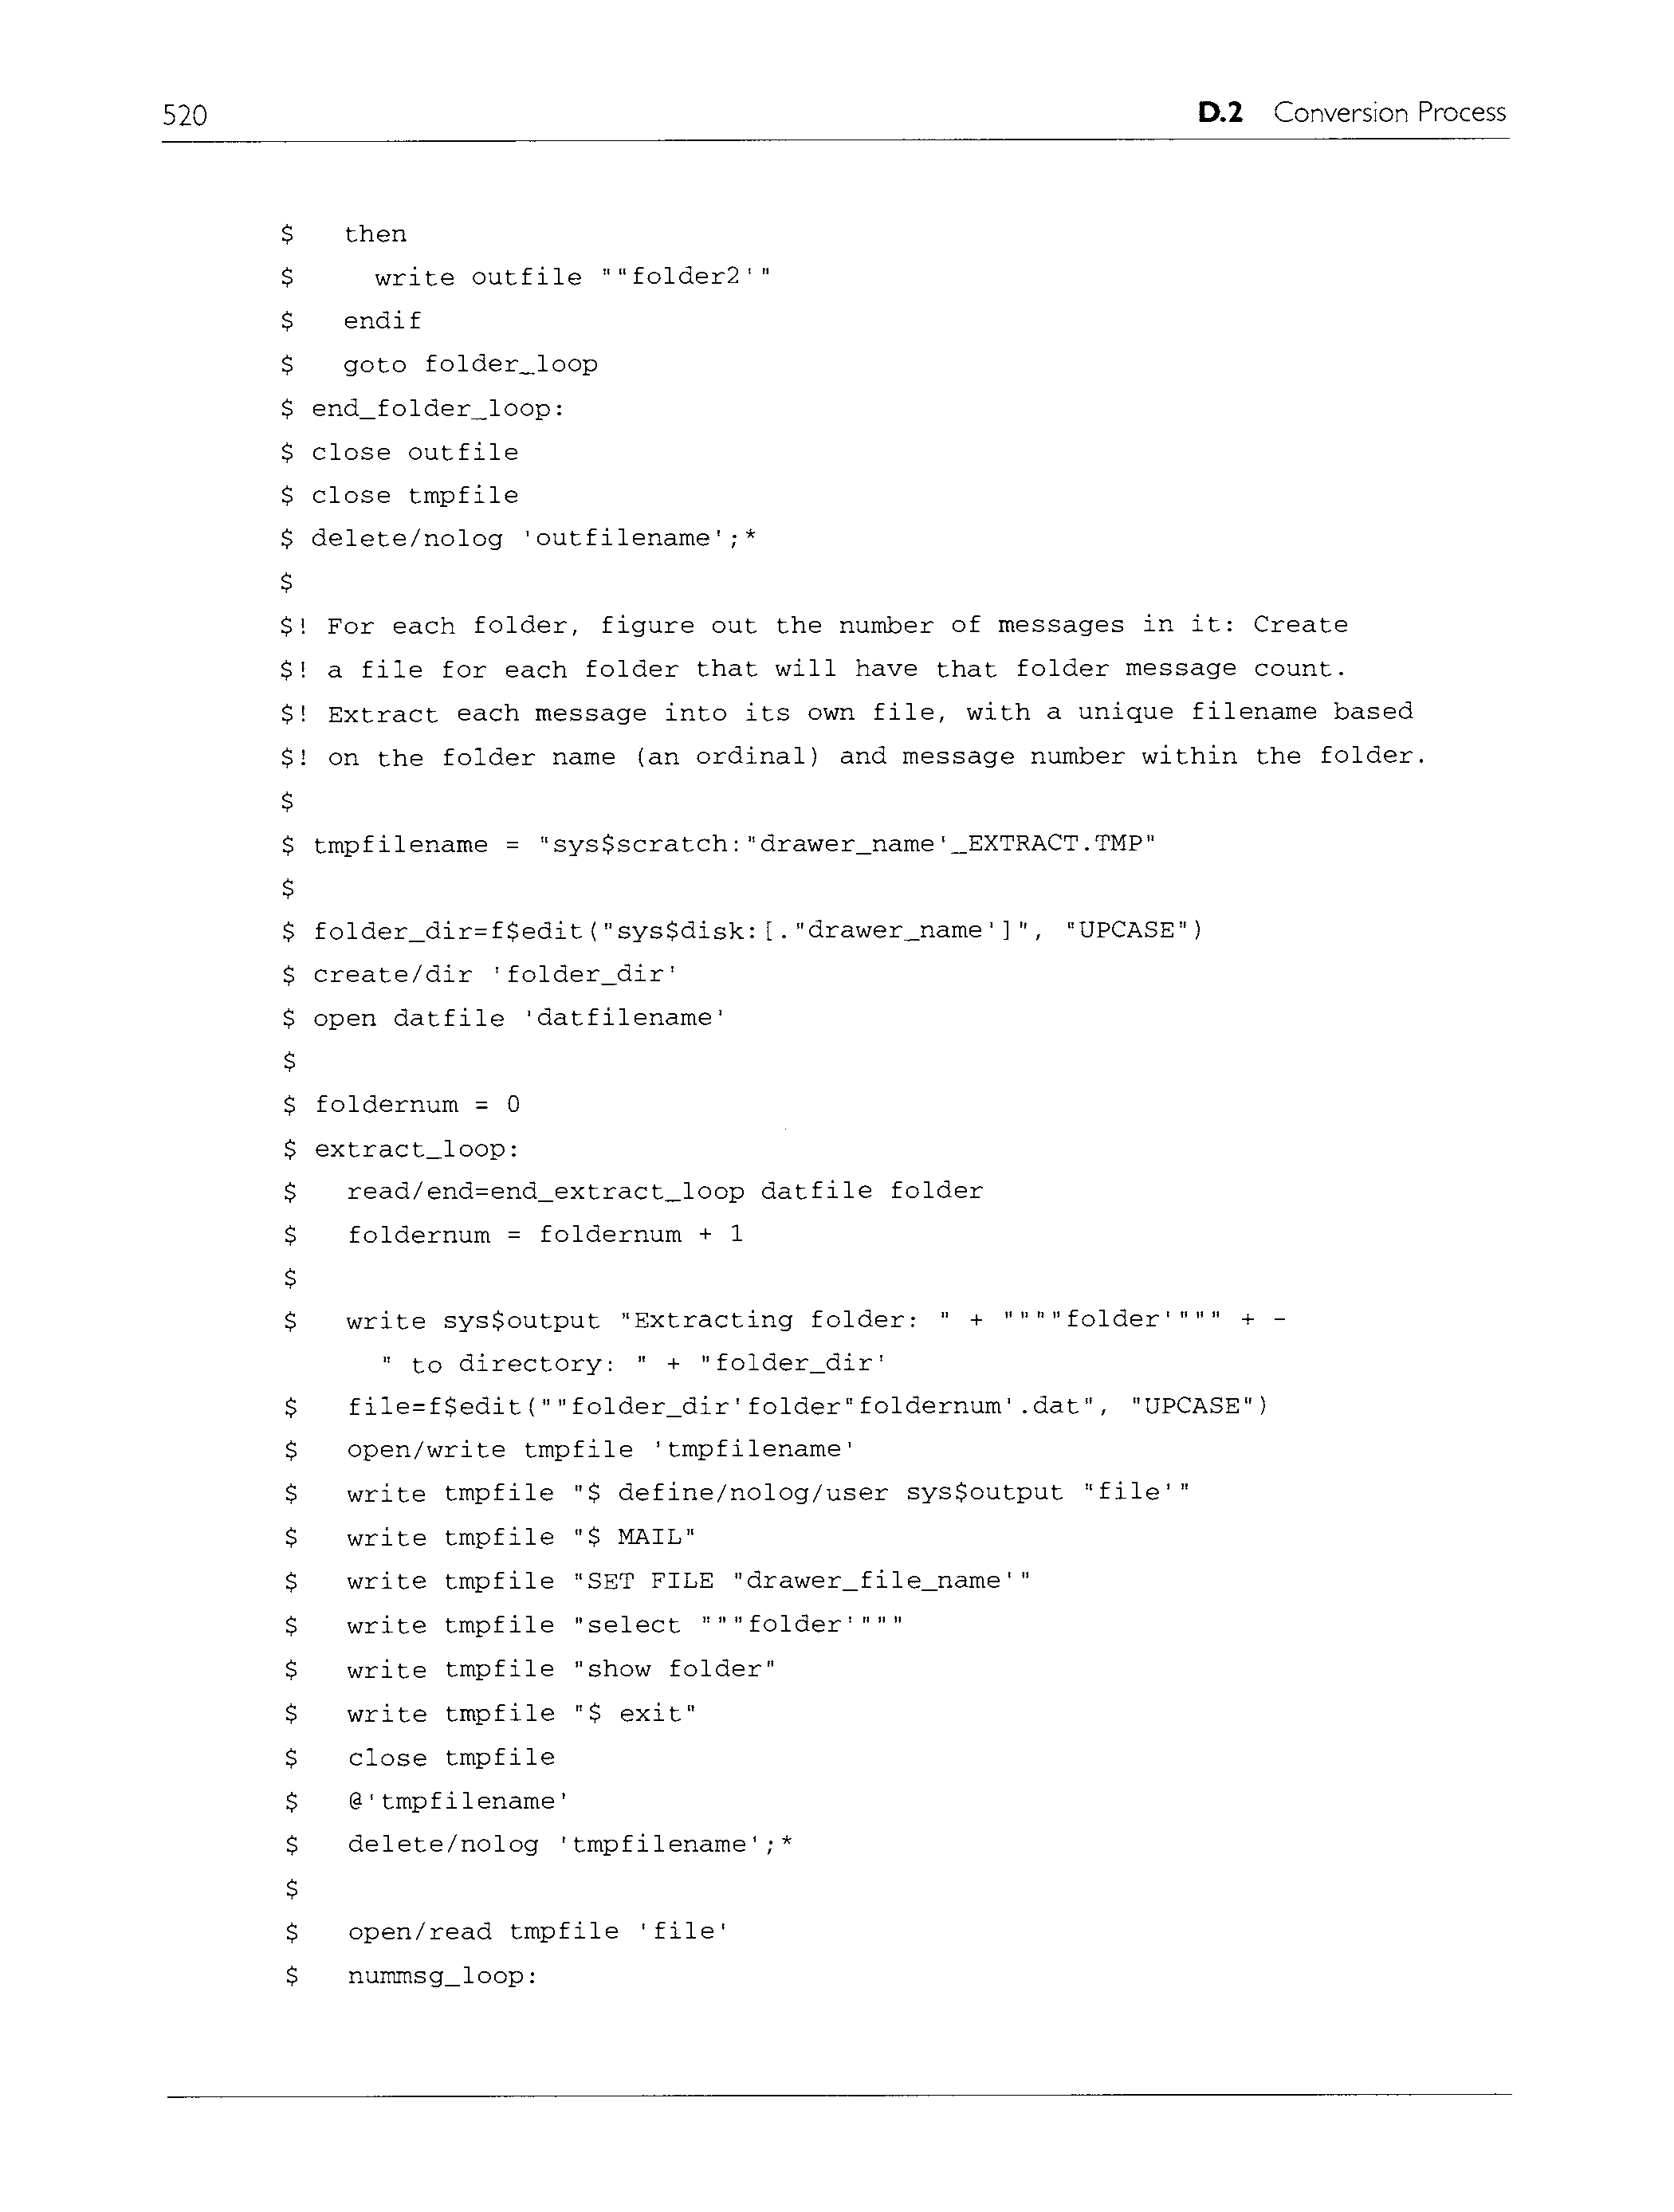 520
D.2 Conversion Process
$   then
$     write outfile ""folder2'"
$   endif
$   goto folder_loop
$ end_folder_loop:
$ close outfile
$ close tmpfile
$ delete/nolog 'outfilename';*
$
$! For each folder, figure out the number of messages in it: Create
$! a file for each folder that will have that folder message count.
$! Extract each message into its own file, with a unique filename based
$! on the folder name (an ordinal) and message number within the folder.
$
$ tmpfilename = "sys$scratch:"drawer_name'_EXTRACT.TMP"
$
$ folder_dir=f$edit("sys$disk:[."drawer_name']", "UPCASE")
$ create/dir 'folder_dir'
$ open datfile 'datfilename'
$
$ foldernum = 0
$ extract_loop:
$   read/end=end_extract_loop datfile folder
$   foldernum = foldernum + 1
$
$   write sys$output "Extracting folder: " + """"folder'""" + -
      " to directory: " + "folder_dir'
$   file=f$edit(""folder_dir'folder"foldernum'.dat", "UPCASE")
$   open/write tmpfile 'tmpfilename'
$   write tmpfile "$ define/nolog/user sys$output "file'"
$   write tmpfile "$ MAIL"
$   write tmpfile "SET FILE "drawer_file_name'"
$   write tmpfile "select """folder'"""
$   write tmpfile "show folder"
$   write tmpfile "$ exit"
$   close tmpfile
$   @'tmpfilename'
$   delete/nolog 'tmpfilename';*
$
$   open/read tmpfile 'file'
$   nummsg_loop: